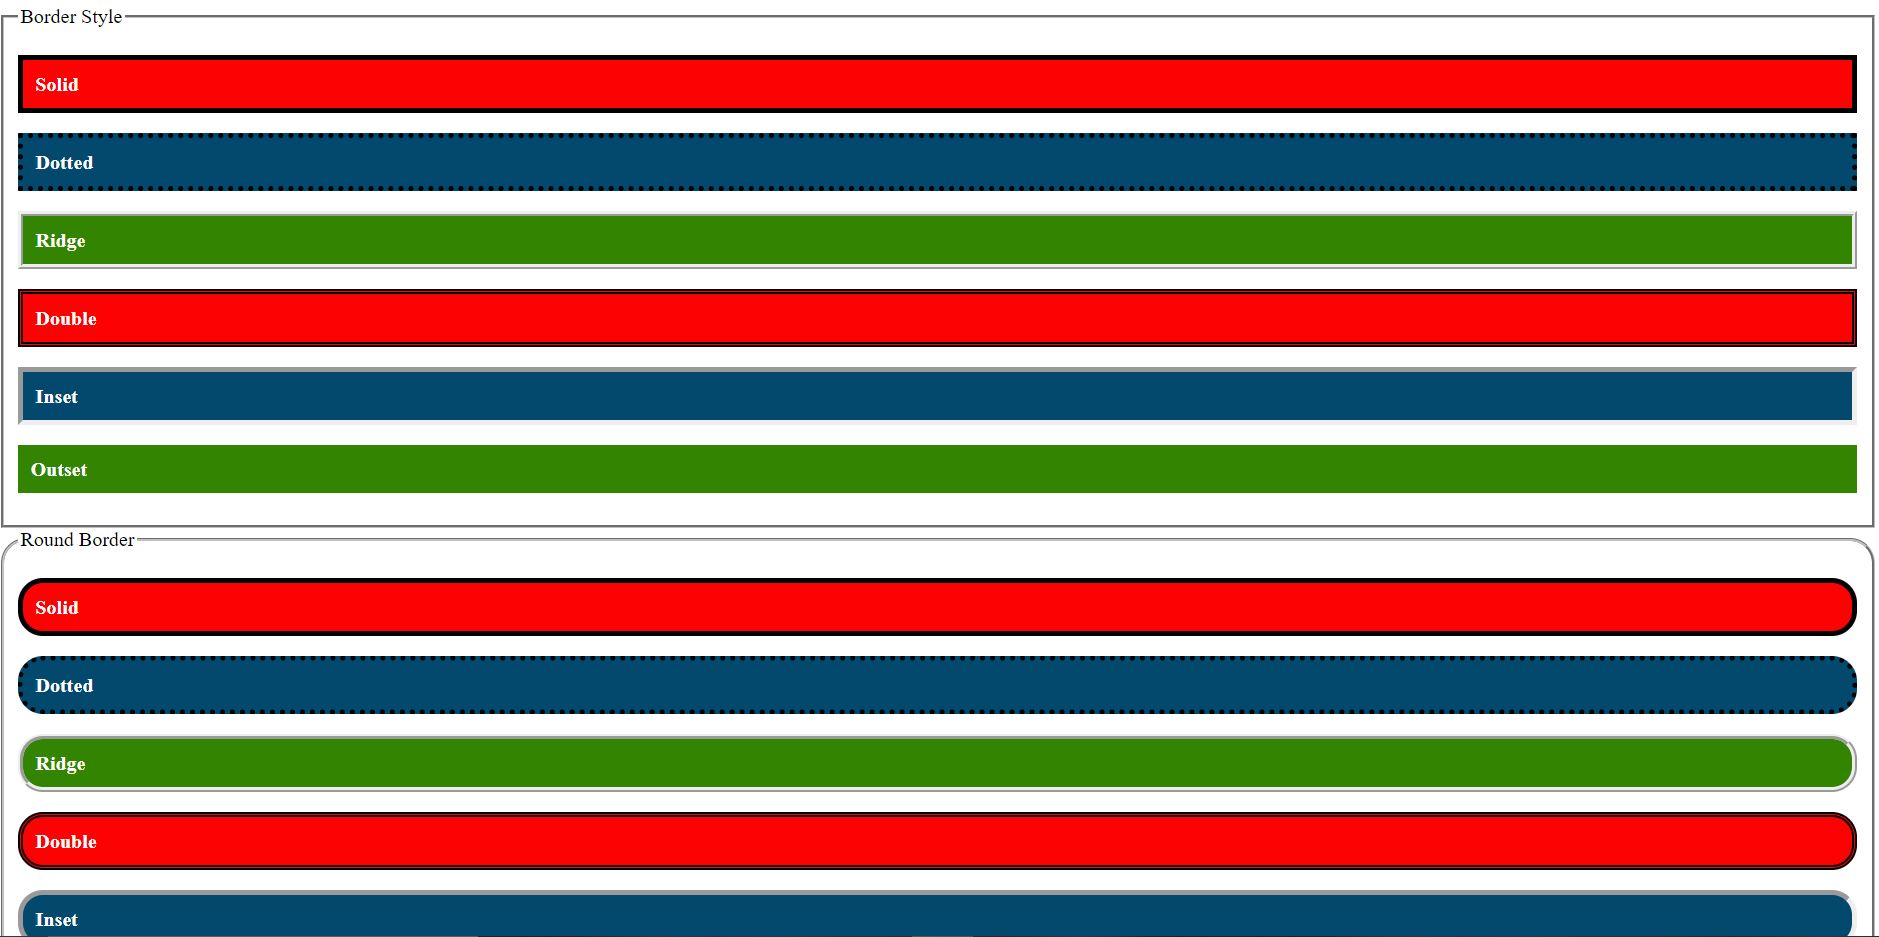 Border Style
Solid
Dotted
Ridge
Double
Inset
Outset
Round Border
Solid
Dotted
Ridge
Double
Inset